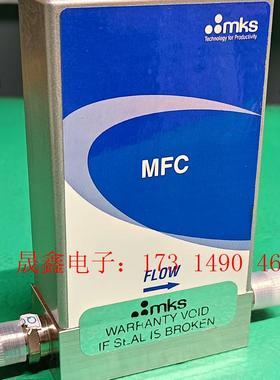 mks
Technology for Productivity
MFC
晟鑫电子：173 1490 46
FLOW
mks
WARRANTY VOID
IF SEAL IS BROKEN